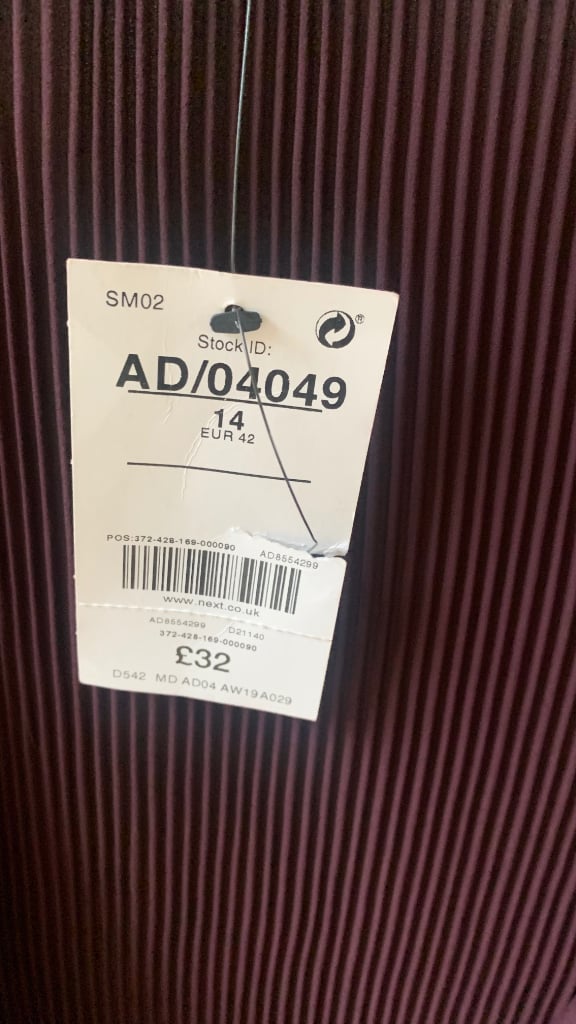 SM02
®
Stock ID:
AD/04049
14
EUR 42
POS:372-428-169-000090
AD8554299
www.next.co.uk
AD8554299 D21140
372-428-169-000090
£32
D542 MD AD04 AW19A029